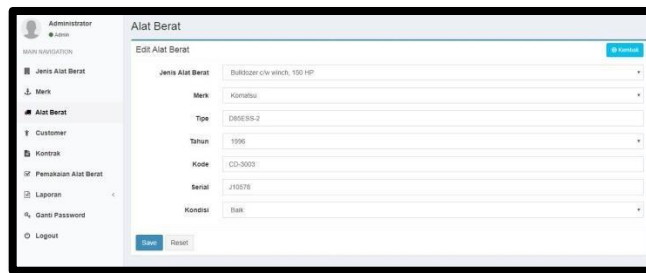 Administrator
Admin
MAIN NAVIGATION
Jenis Alat Berat
Merk
Alat Berat
Customer
Kontrak
Pemakaian Alat Berat
Laporan
Ganti Password
Logout
Alat Berat
Edit Alat Berat
Kembali
Jenis Alat Berat Bulldozer c/w winch, 150 HP
Merk Komatsu
Tipe D85ESS-2
Tahun 1996
Kode CD-3003
Serial J10578
Kondisi Baik
Save Reset